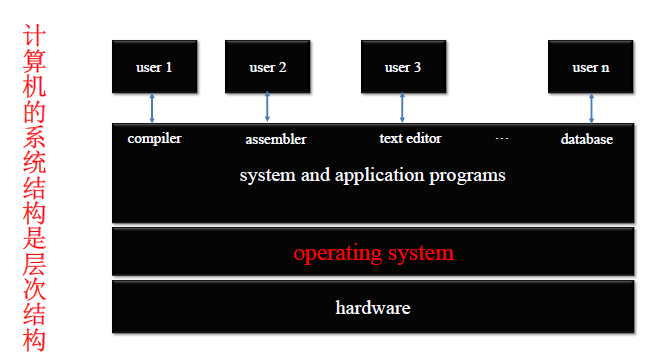 计算机的系统结构是层次结构
user 1
user 2
user 3
user n
compiler
assembler
text editor
...
database
system and application programs
operating system
hardware